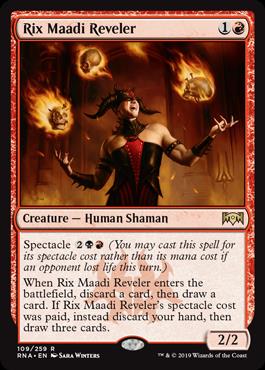 Rix Maadi Reveler 1
Creature — Human Shaman
Spectacle 2 (You may cast this spell for
its spectacle cost rather than its mana cost if
an opponent lost life this turn.)
When Rix Maadi Reveler enters the
battlefield, discard a card, then draw a
card. If Rix Maadi Reveler's spectacle cost
was paid, instead discard your hand, then
draw three cards.
2/2
109/259 R
RNA • EN Sara Winters ™ & © 2019 Wizards of the Coast